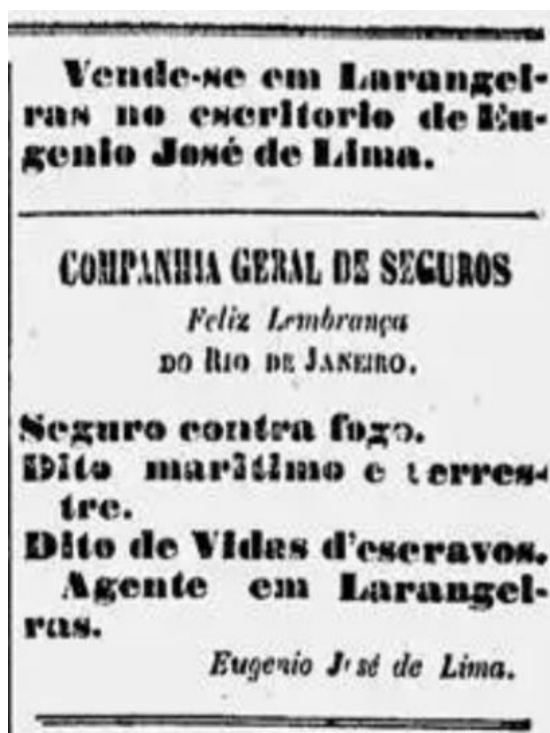 Vende-se em Larangei-
ras no escritorio de Eu-
genio José de Lima.
COMPANHIA GERAL DE SEGUROS
Feliz Lembrança
DO RIO DE JANEIRO.
Seguro contra fogo.
Dito maritimo e terres-
tre.
Dito de Vidas d'escravos.
Agente em Larangei-
ras.
Eugenio José de Lima.